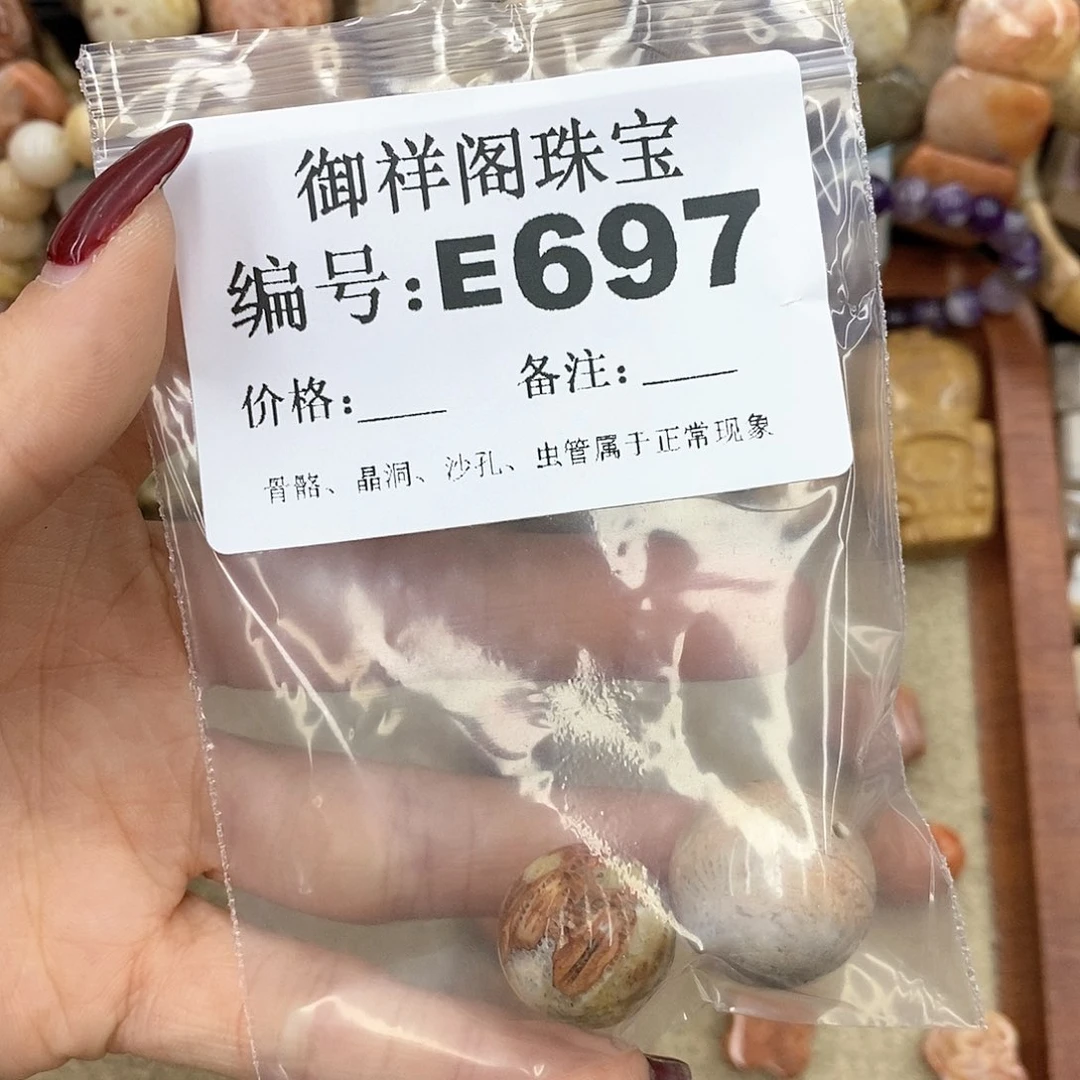 御祥阁珠宝
编号:E697
价格:____ 备注:____
骨骼、晶洞、沙孔、虫管属于正常现象